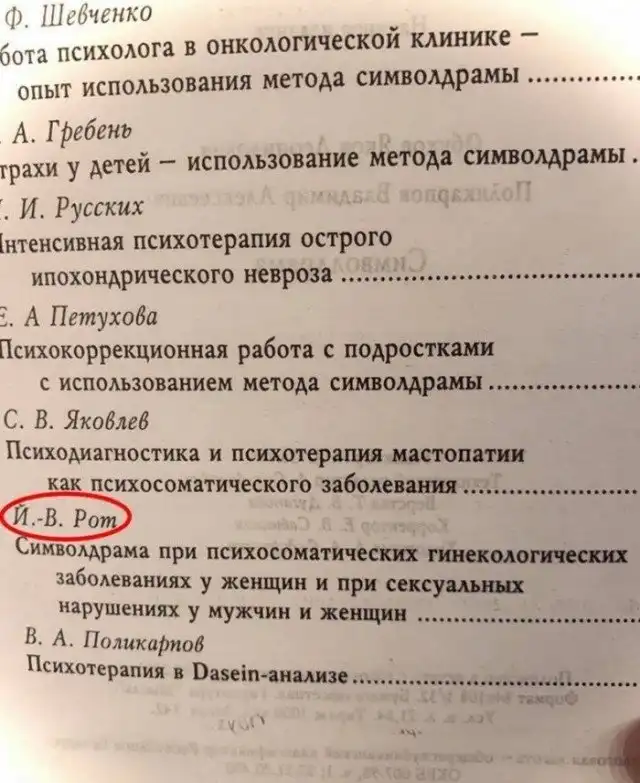 Ф. Шевченко
бота психолога в онкологической клинике –
опыт использования метода символдрамы
А. Гребень
трахи у детей – использование метода символдрамы
И. Русских
Интенсивная психотерапия острого
ипохондрического невроза
Е. А Петухова
Психокоррекционная работа с подростками
с использованием метода символдрамы
С. В. Яковлев
Психодиагностика и психотерапия мастопатии
как психосоматического заболевания
Й.-В. Рот
Символдрама при психосоматических гинекологических
заболеваниях у женщин и при сексуальных
нарушениях у мужчин и женщин
В. А. Поликарпов
Психотерапия в Dasein-анализе